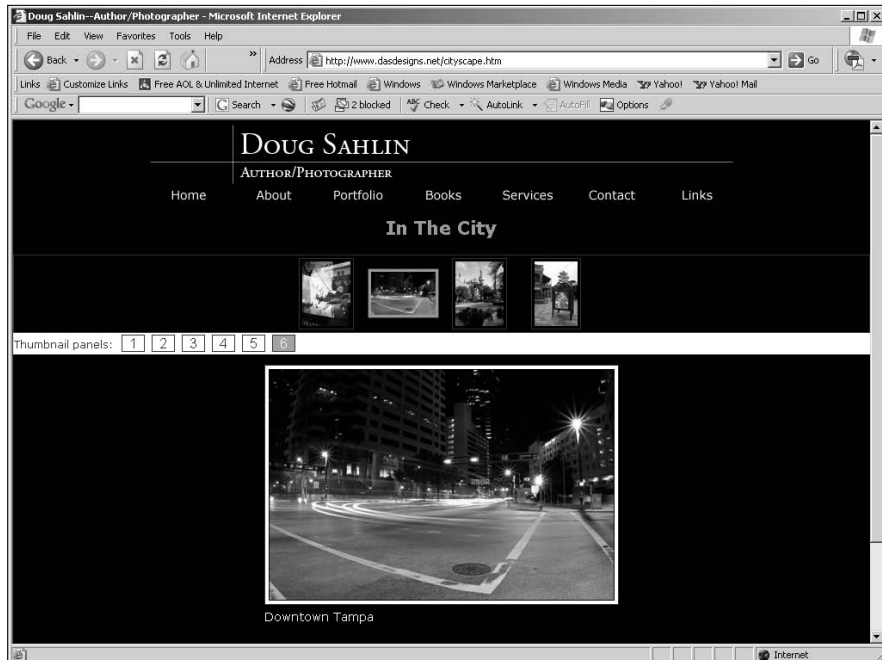 Doug Sahlin--Author/Photographer - Microsoft Internet Explorer
File Edit View Favorites Tools Help
Back » Address http://www.dasdesigns.net/cityscape.htm Go
Links Customize Links Free AOL & Unlimited Internet Free Hotmail Windows Windows Marketplace Windows Media Yahoo! Yahoo! Mail
Google Search 2 blocked ABC Check AutoLink AutoFill Options
Doug Sahlin
Author/Photographer
Home About Portfolio Books Services Contact Links
In The City
Thumbnail panels: 1 2 3 4 5 6
Downtown Tampa
Internet